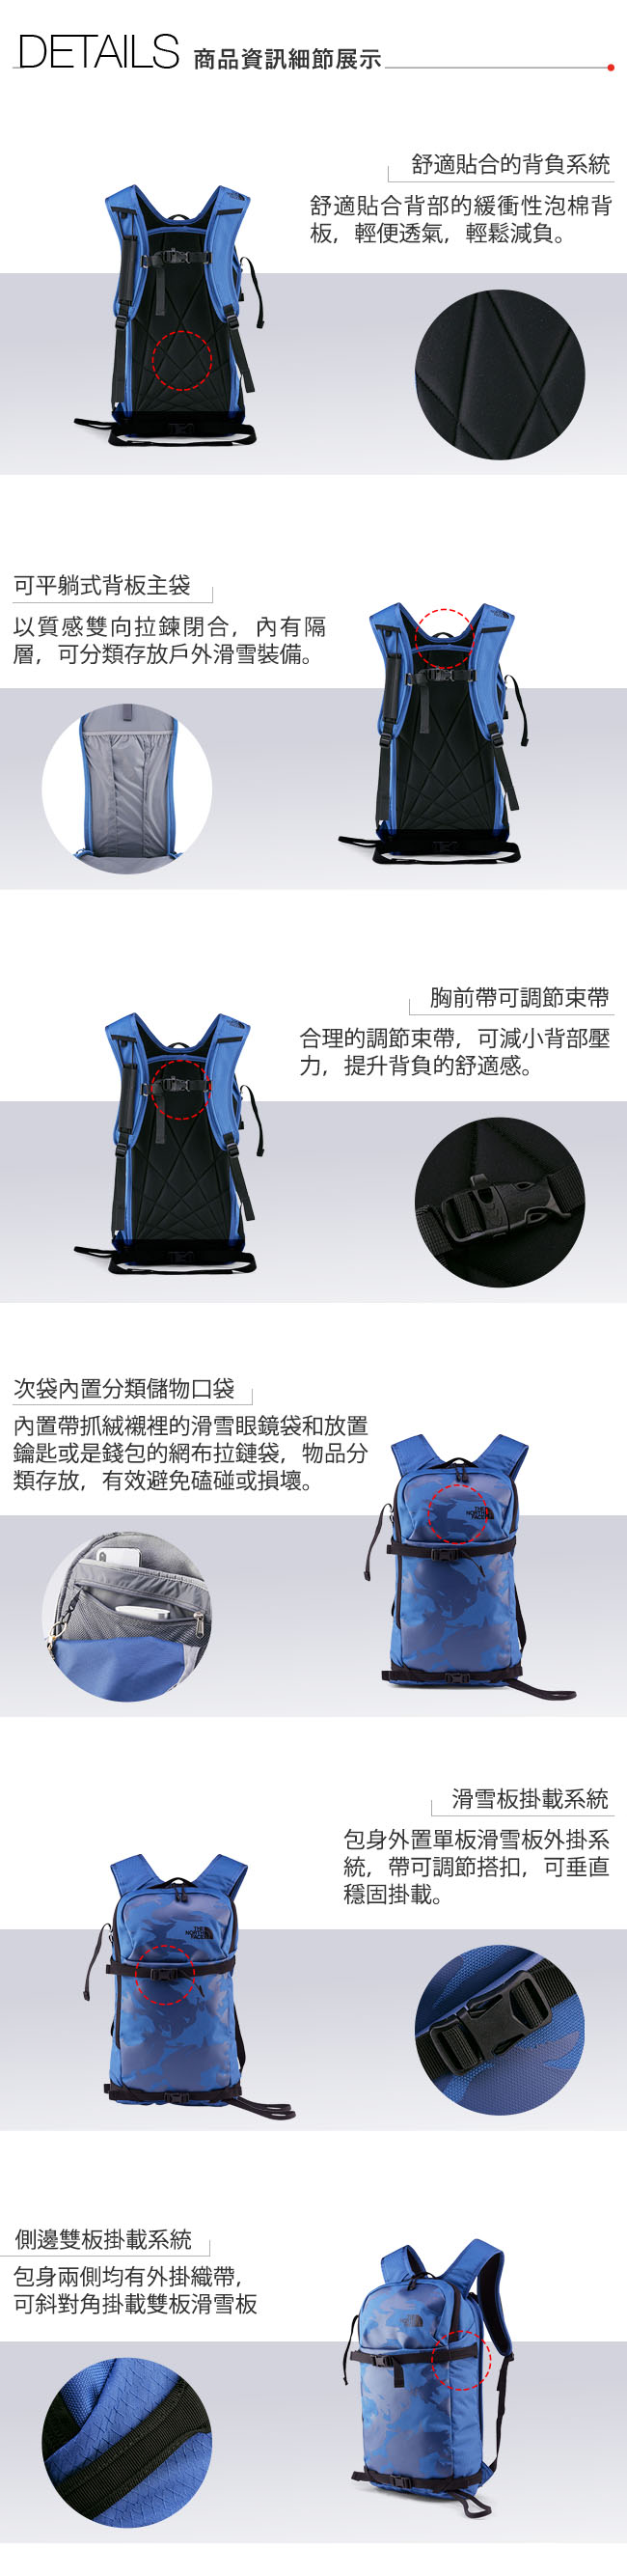 DETAILS 商品資訊細節展示
舒適貼合的背負系統
舒適貼合背部的緩衝性泡棉背
板，輕便透氣，輕鬆減負。
可平躺式背板主袋
以質感雙向拉鍊閉合，內有隔
層，可分類存放戶外滑雪裝備。
胸前帶可調節束帶
合理的調節束帶，可減小背部壓
力，提升背負的舒適感。
次袋內置分類儲物口袋
內置帶抓絨襯裡的滑雪眼鏡袋和放置
鑰匙或是錢包的網布拉鏈袋，物品分
類存放，有效避免磕碰或損壞。
THE
NORTH
FACE
滑雪板掛載系統
包身外置單板滑雪板外掛系
統，帶可調節搭扣，可垂直
穩固掛載。
THE
NORTH
FACE
側邊雙板掛載系統
包身兩側均有外掛織帶，
可斜對角掛載雙板滑雪板